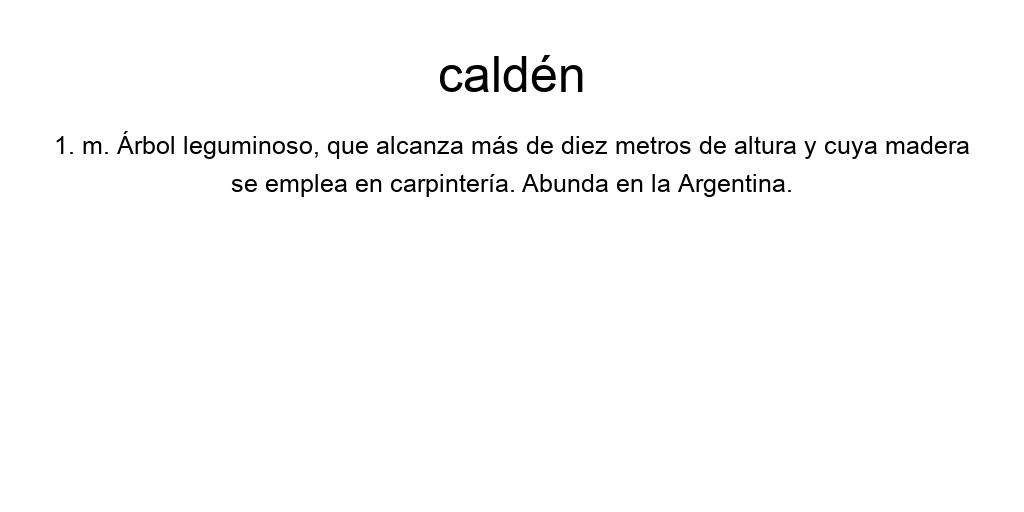 caldén
1. m. Árbol leguminoso, que alcanza más de diez metros de altura y cuya madera
se emplea en carpintería. Abunda en la Argentina.